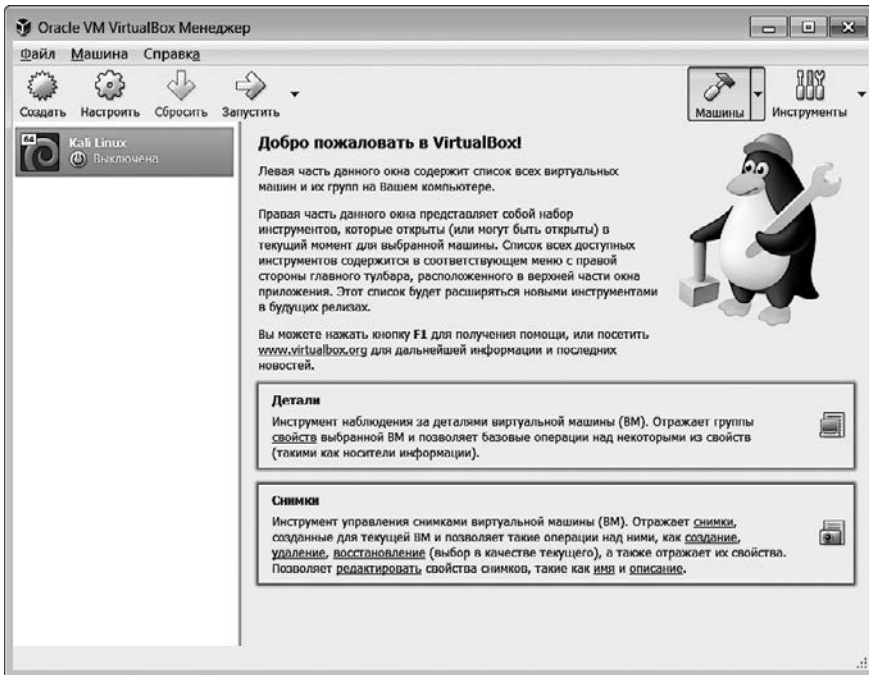 Oracle VM VirtualBox Менеджер
Файл Машина Справка
Создать Настроить Сбросить Запустить Машины Инструменты
64
Kali Linux
Выключена
Добро пожаловать в VirtualBox!
Левая часть данного окна содержит список всех виртуальных
машин и их групп на Вашем компьютере.
Правая часть данного окна представляет собой набор
инструментов, которые открыты (или могут быть открыты) в
текущий момент для выбранной машины. Список всех доступных
инструментов содержится в соответствующем меню с правой
стороны главного тулбара, расположенного в верхней части окна
приложения. Этот список будет расширяться новыми инструментами
в будущих релизах.
Вы можете нажать кнопку F1 для получения помощи, или посетить
www.virtualbox.org для дальнейшей информации и последних
новостей.
Детали
Инструмент наблюдения за деталями виртуальной машины (ВМ). Отражает группы
свойств выбранной ВМ и позволяет базовые операции над некоторыми из свойств
(такими как носители информации).
Снимки
Инструмент управления снимками виртуальной машины (ВМ). Отражает снимки,
созданные для текущей ВМ и позволяет такие операции над ними, как создание,
удаление, восстановление (выбор в качестве текущего), а также отражает их свойства.
Позволяет редактировать свойства снимков, такие как имя и описание.